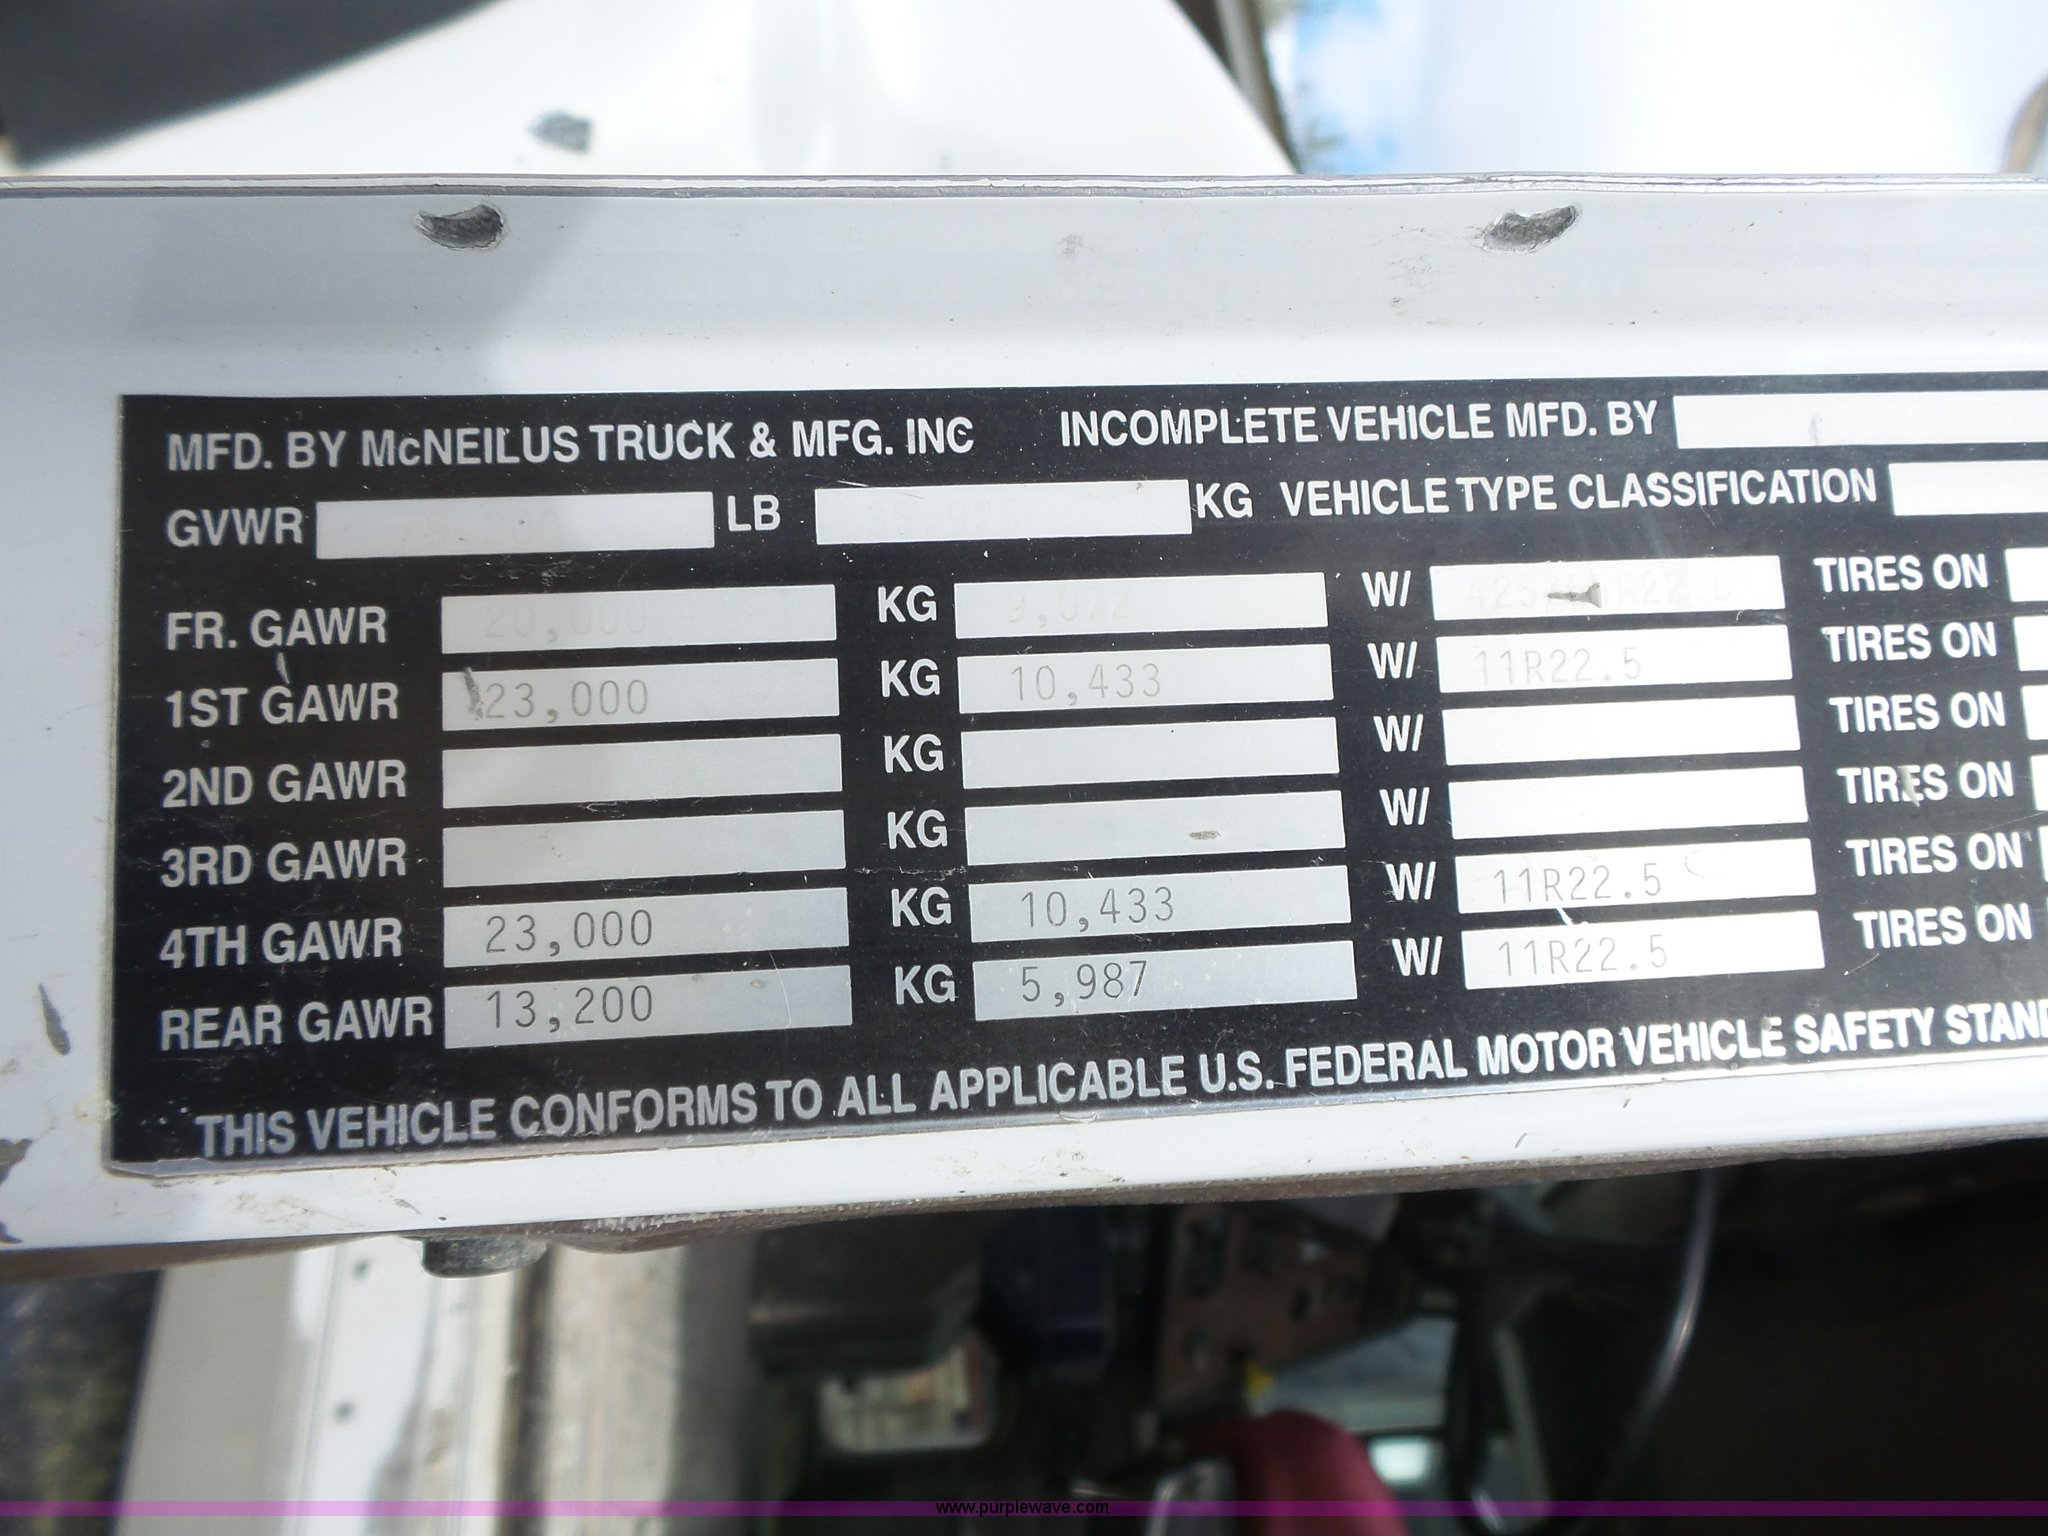 MFD. BY McNEILUS TRUCK & MFG. INC INCOMPLETE VEHICLE MFD. BY
GVWR LB KG VEHICLE TYPE CLASSIFICATION
FR. GAWR 20,000 KG 9,072 W/ TIRES ON
1ST GAWR 23,000 KG 10,433 W/ 11R22.5 TIRES ON
2ND GAWR KG W/ TIRES ON
3RD GAWR KG W/ TIRES ON
4TH GAWR 23,000 KG 10,433 W/ 11R22.5 TIRES ON
REAR GAWR 13,200 KG 5,987 W/ 11R22.5 TIRES ON
THIS VEHICLE CONFORMS TO ALL APPLICABLE U.S. FEDERAL MOTOR VEHICLE SAFETY STAND
www.purplewave.com